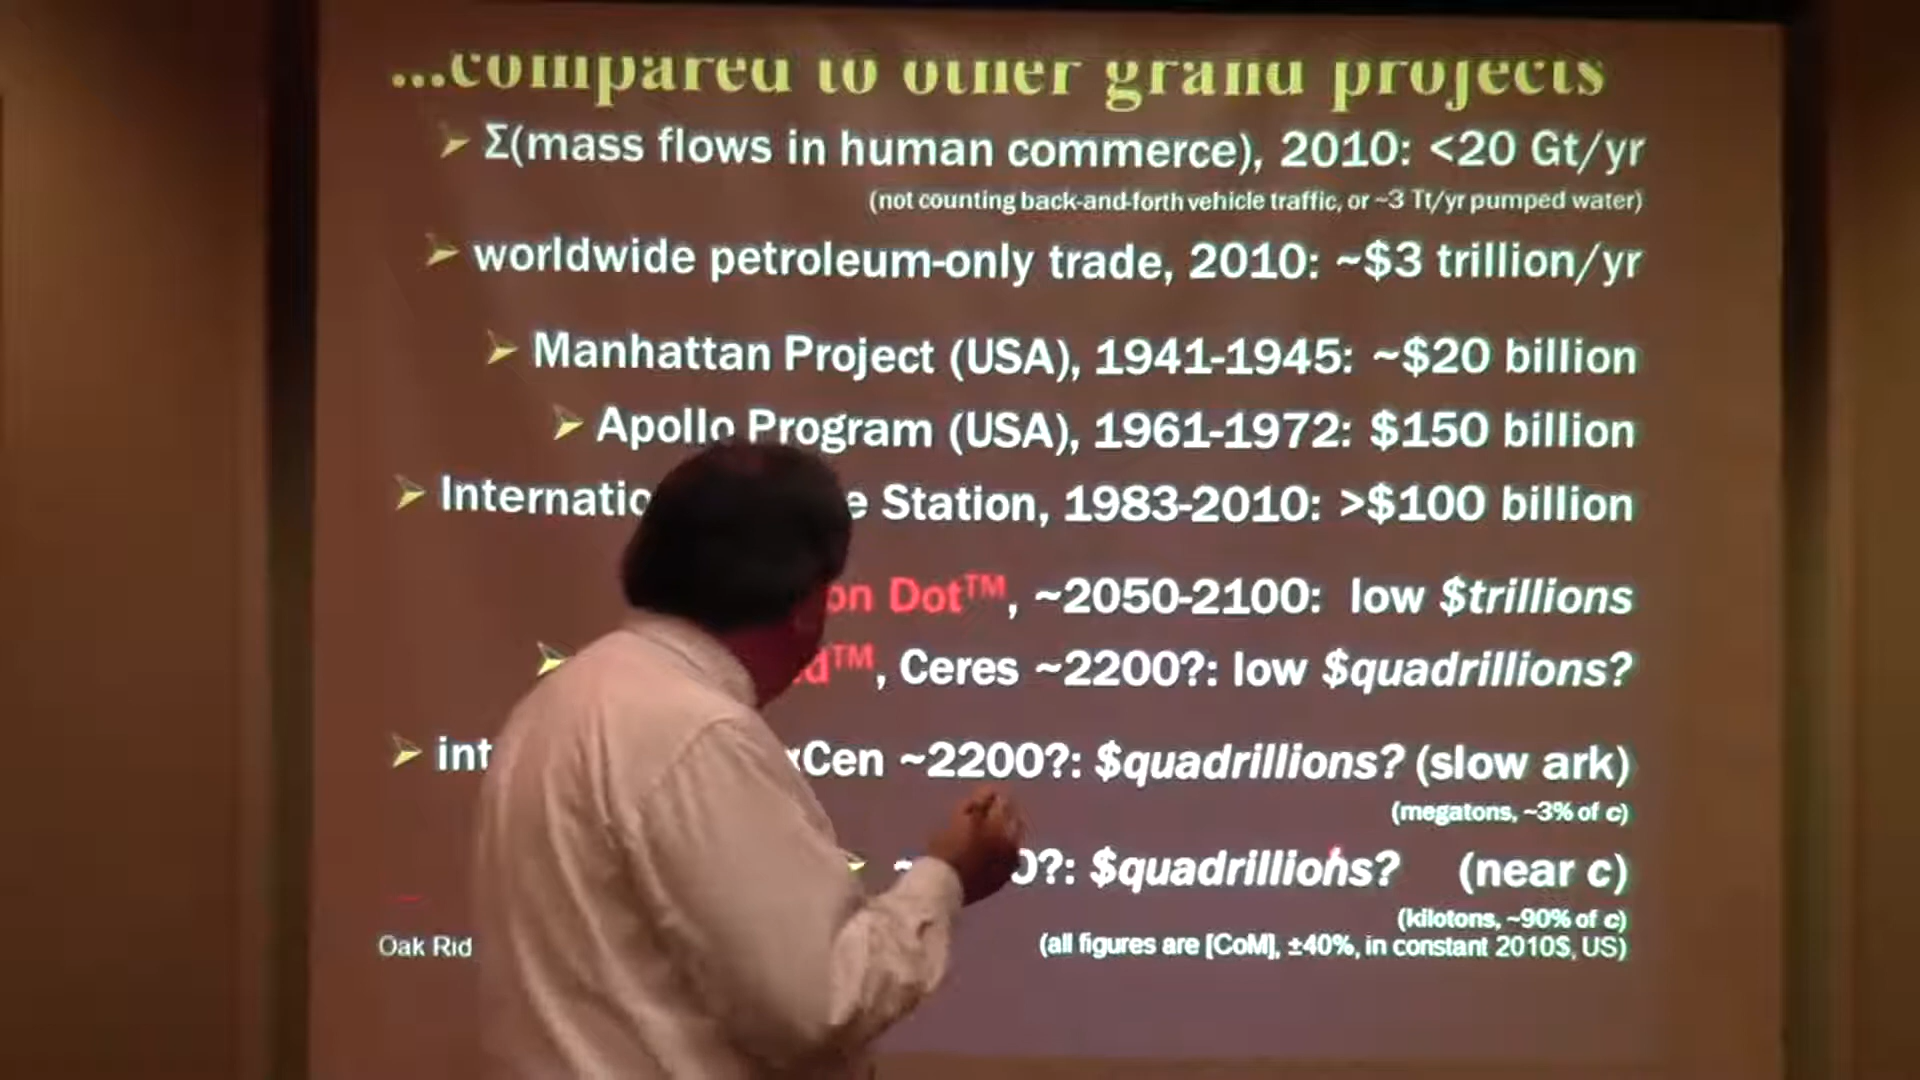 ...compared to other grand projects
Σ(mass flows in human commerce), 2010: <20 Gt/yr
(not counting back-and-forth vehicle traffic, or ~3 Tt/yr pumped water)
worldwide petroleum-only trade, 2010: ~$3 trillion/yr
Manhattan Project (USA), 1941-1945: ~$20 billion
Apollo Program (USA), 1961-1972: $150 billion
Station, 1983-2010: >$100 billion
Dot™, ~2050-2100: low $trillions
Ceres ~2200?: low $quadrillions?
~2200?: $quadrillions? (slow ark)
(megatons, ~3% of c)
$quadrillions? (near c)
(kilotons, ~90% of c)
Oak
(all figures are [CoM], ±40%, in constant 2010$, US)